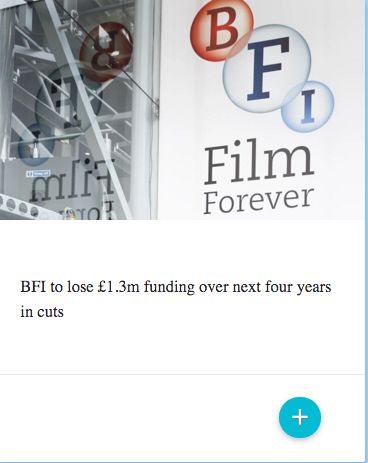 B
F
I
Film
Forever
BFI to lose £1.3m funding over next four years
in cuts
+